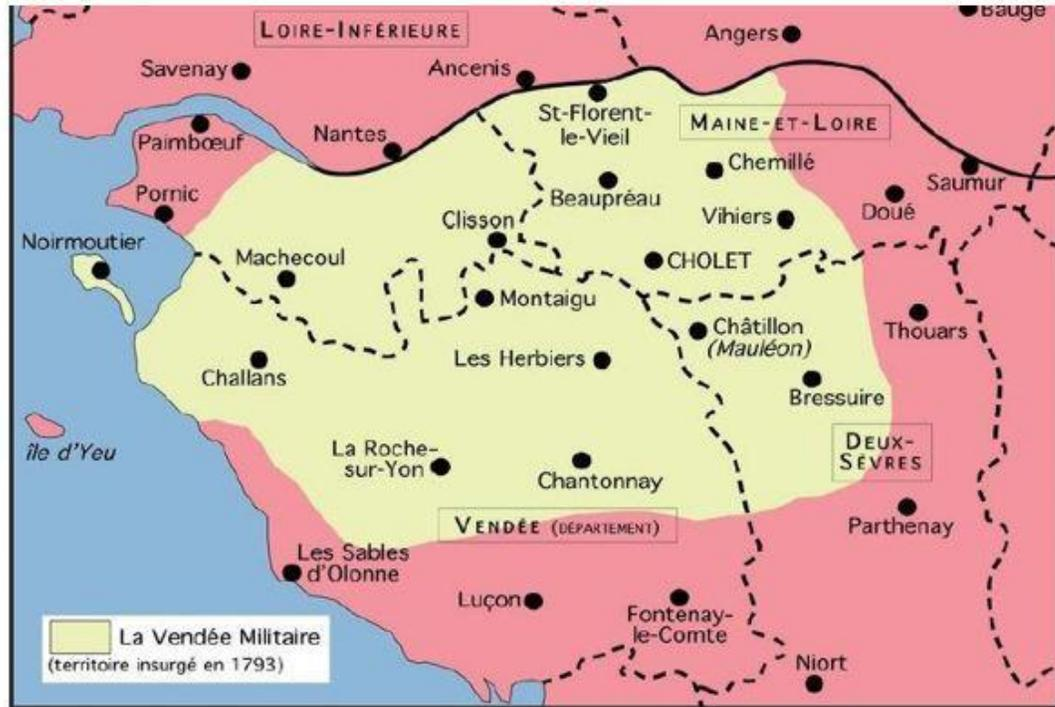 Baugé
LOIRE-INFÉRIEURE
Angers
Savenay
Ancenis
St-Florent-
le-Vieil
MAINE-ET-LOIRE
Paimbœuf
Nantes
Chemillé
Saumur
Beaupréau
Doué
Pornic
Vihiers
Clisson
Noirmoutier
Machecoul
CHOLET
Montaigu
Thouars
Châtillon
(Mauléon)
Les Herbiers
Challans
Bressuire
île d'Yeu
La Roche-
sur-Yon
DEUX-
SÈVRES
Chantonnay
Parthenay
VENDÉE (DÉPARTEMENT)
Les Sables
d'Olonne
Luçon
Fontenay-
le-Comte
La Vendée Militaire
(territoire insurgé en 1793)
Niort